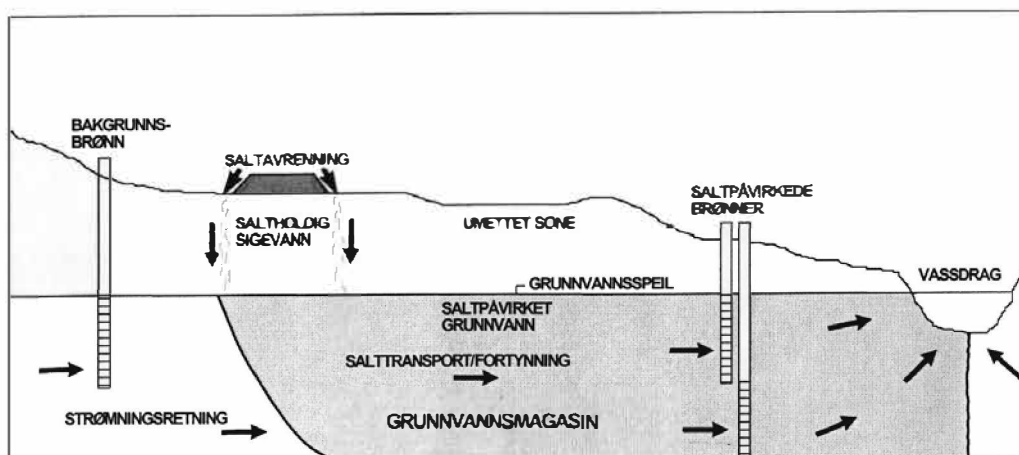 BAKGRUNNS-
BRØNN
SALTAVRENNING
SALTHOLDIG
SIGEVANN
UMETTET SONE
SALTPÅVIRKEDE
BRØNNER
GRUNNVANNSSPEIL
VASSDRAG
SALTPÅVIRKET
GRUNNVANN
SALTTRANSPORT/FORTYNNING
STRØMNINGSRETNING
GRUNNVANNSMAGASIN